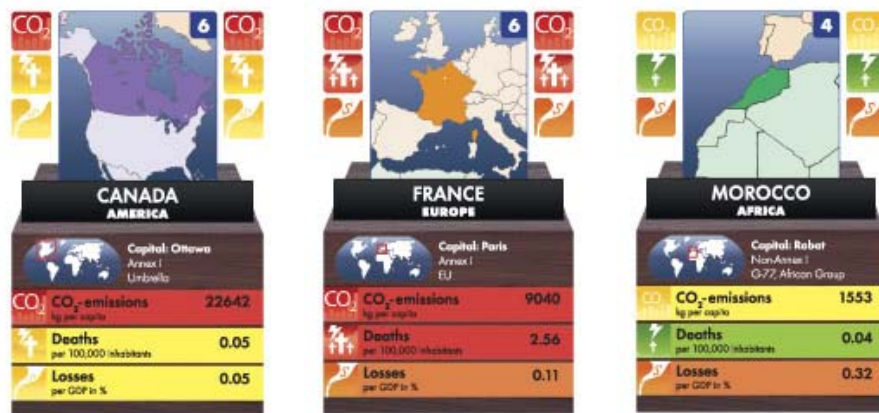 CO₂
6
CO₂
CANADA
AMERICA
Capital: Ottawa
Annex I
Umbrella
CO₂ CO₂-emissions 22642
kg per capita
Deaths 0.05
per 100,000 inhabitants
Losses 0.05
per GDP in %
CO₂
6
CO₂
FRANCE
EUROPE
Capital: Paris
Annex I
EU
CO₂ CO₂-emissions 9040
kg per capita
Deaths 2.56
per 100,000 inhabitants
Losses 0.11
per GDP in %
CO₂
4
CO₂
MOROCCO
AFRICA
Capital: Rabat
Non-Annex I
G-77, African Group
CO₂ CO₂-emissions 1553
kg per capita
Deaths 0.04
per 100,000 inhabitants
Losses 0.32
per GDP in %